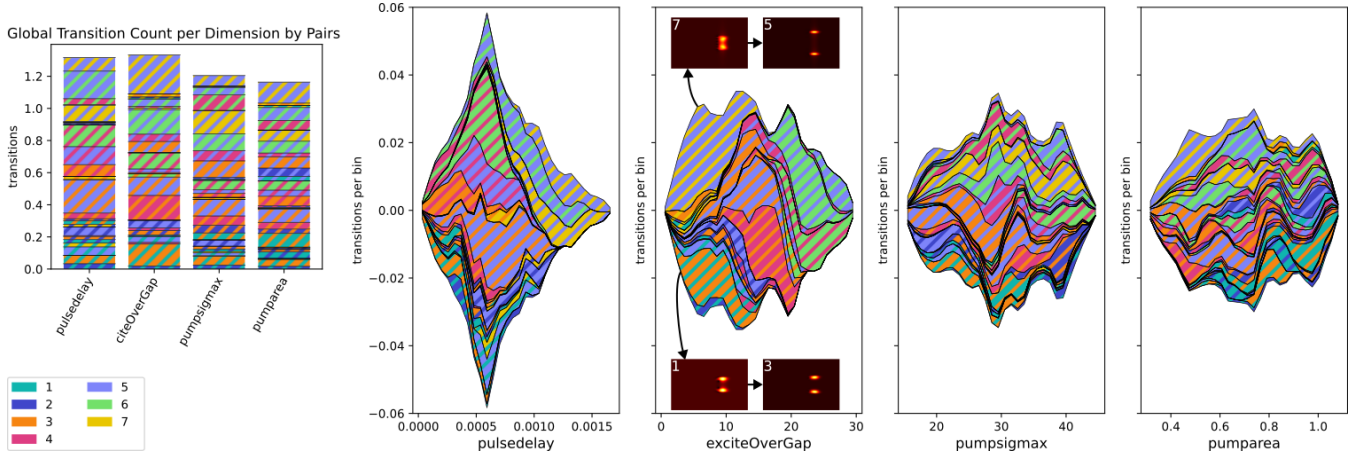 Global Transition Count per Dimension by Pairs
transitions
1.2
1.0
0.8
0.6
0.4
0.2
0.0
pulsedelay
citeOverGap
pumpsigmax
pumparea
1
2
3
4
5
6
7
transitions per bin
0.06
0.04
0.02
0.00
−0.02
−0.04
−0.06
0.0000
0.0005
0.0010
0.0015
pulsedelay
transitions per bin
7
5
1
3
0
10
20
30
exciteOverGap
transitions per bin
20
30
40
pumpsigmax
transitions per bin
0.4
0.6
0.8
1.0
pumparea